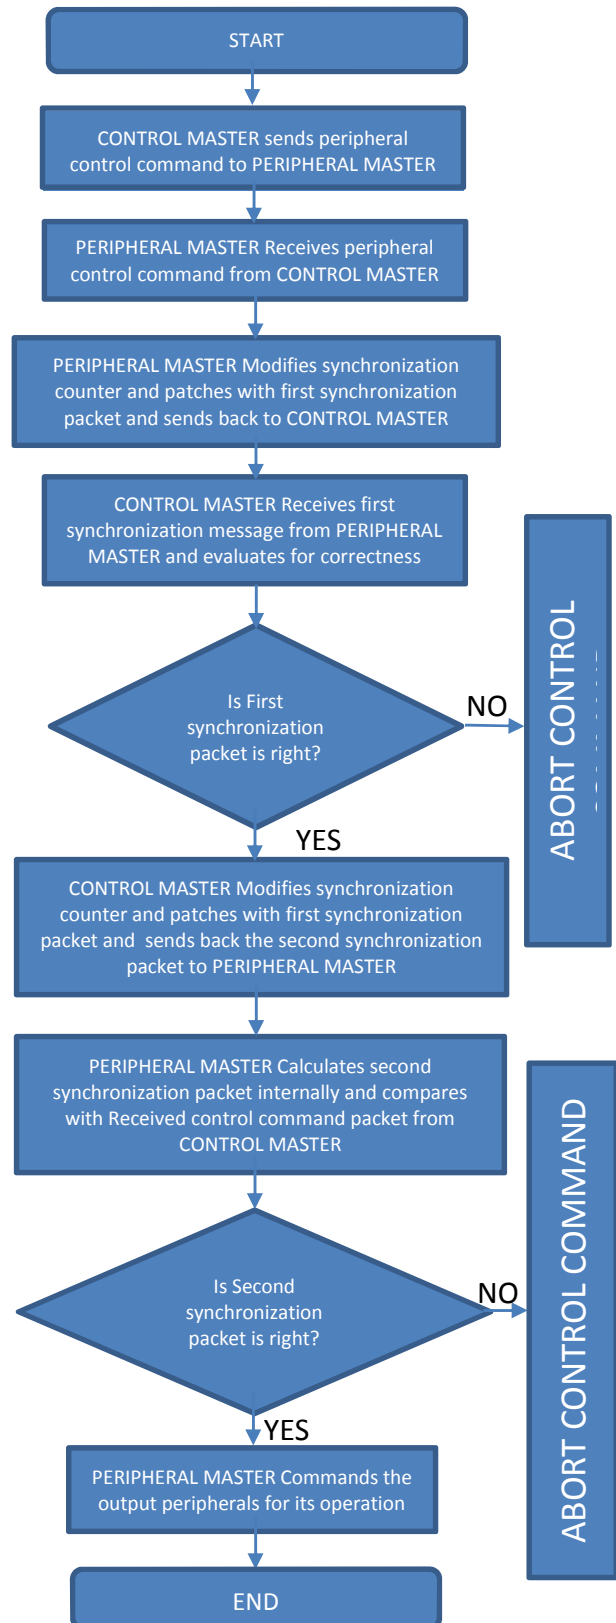 START
CONTROL MASTER sends peripheral
control command to PERIPHERAL MASTER
PERIPHERAL MASTER Receives peripheral
control command from CONTROL MASTER
PERIPHERAL MASTER Modifies synchronization
counter and patches with first synchronization
packet and sends back to CONTROL MASTER
CONTROL MASTER Receives first
synchronization message from PERIPHERAL
MASTER and evaluates for correctness
Is First
synchronization
packet is right?
NO
ABORT CONTROL
YES
CONTROL MASTER Modifies synchronization
counter and patches with first synchronization
packet and sends back the second synchronization
packet to PERIPHERAL MASTER
PERIPHERAL MASTER Calculates second
synchronization packet internally and compares
with Received control command packet from
CONTROL MASTER
Is Second
synchronization
packet is right?
NO
ABORT CONTROL COMMAND
YES
PERIPHERAL MASTER Commands the
output peripherals for its operation
END